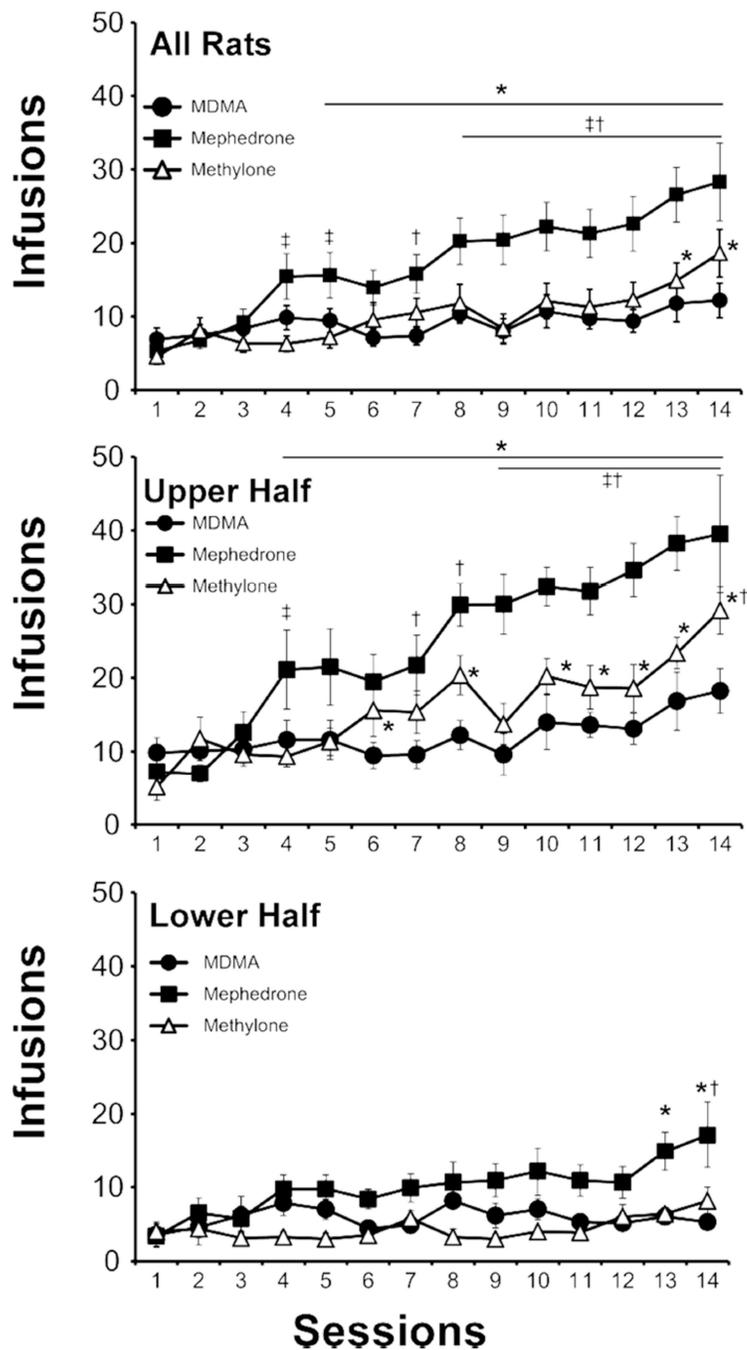 All Rats
MDMA
Mephedrone
Methylone
*
‡†
‡ ‡ †
* *
Infusions
50
40
30
20
10
0
1 2 3 4 5 6 7 8 9 10 11 12 13 14
Upper Half
MDMA
Mephedrone
Methylone
*
‡†
‡ † †
* * * * * * *†
Infusions
50
40
30
20
10
0
1 2 3 4 5 6 7 8 9 10 11 12 13 14
Lower Half
MDMA
Mephedrone
Methylone
* *†
Infusions
50
40
30
20
10
0
1 2 3 4 5 6 7 8 9 10 11 12 13 14
Sessions